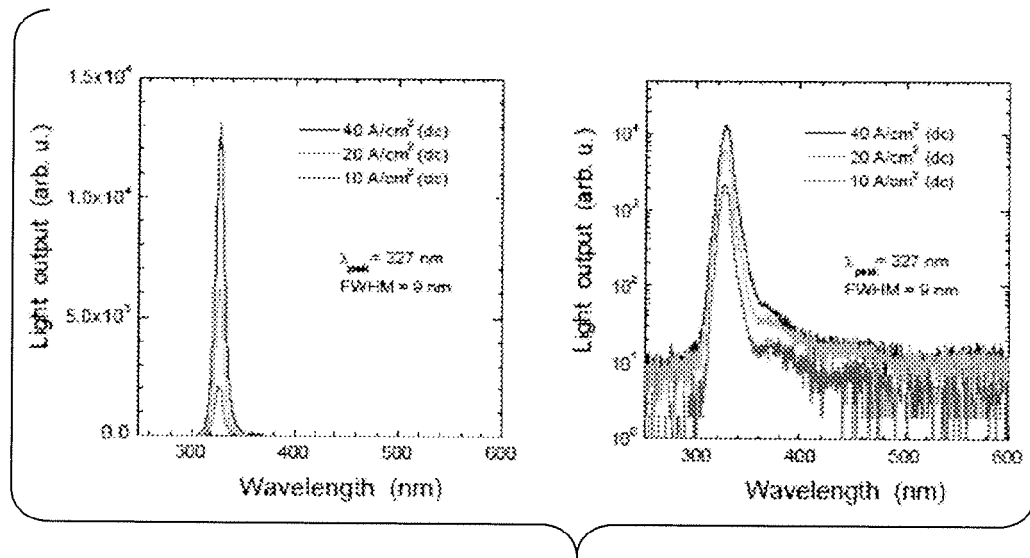 1.5x10⁴
1.0x10⁴
5.0x10³
0.0
Light output (arb. u.)
40 A/cm² (dc)
20 A/cm² (dc)
10 A/cm² (dc)
λpeak = 327 nm
FWHM = 9 nm
300 400 500 600
Wavelength (nm)
10⁴
10³
10²
10¹
10⁰
Light output (arb. u.)
40 A/cm² (dc)
20 A/cm² (dc)
10 A/cm² (dc)
λpeak = 327 nm
FWHM = 9 nm
300 400 500 600
Wavelength (nm)